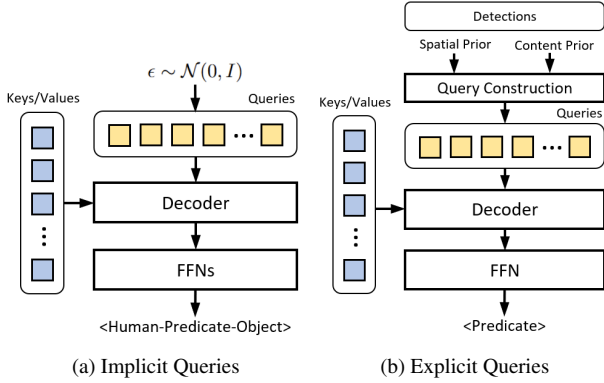 ϵ ∼ N(0, I)
Keys/Values
Queries
Decoder
FFNs
<Human-Predicate-Object>
(a) Implicit Queries
Detections
Spatial Prior
Content Prior
Query Construction
Keys/Values
Queries
Decoder
FFN
<Predicate>
(b) Explicit Queries